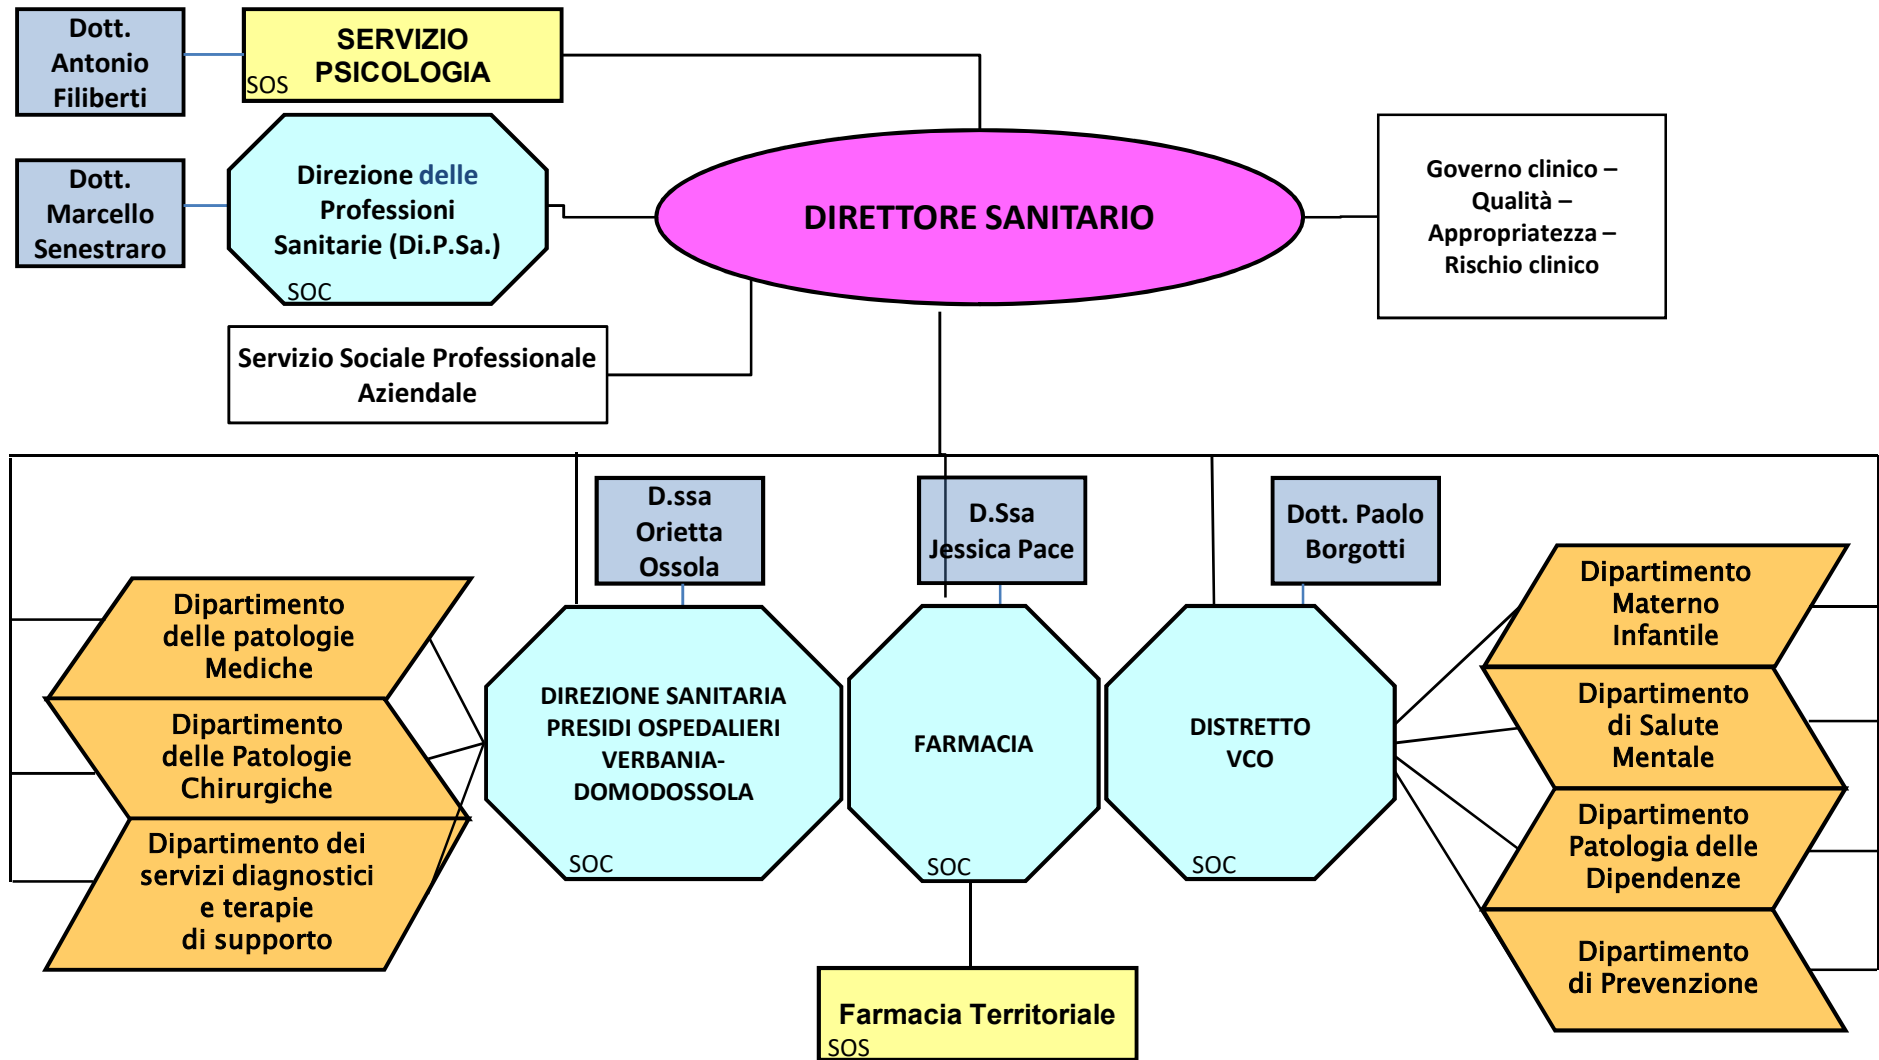 Dott.
Antonio
Filiberti
SERVIZIO
PSICOLOGIA
SOS
Dott.
Marcello
Senestraro
Direzione delle
Professioni
Sanitarie (Di.P.Sa.)
SOC
DIRETTORE SANITARIO
Governo clinico –
Qualità –
Appropriatezza –
Rischio clinico
Servizio Sociale Professionale
Aziendale
D.ssa
Orietta
Ossola
D.Ssa
Jessica Pace
Dott. Paolo
Borgotti
Dipartimento
delle patologie
Mediche
Dipartimento
delle Patologie
Chirurgiche
Dipartimento dei
servizi diagnostici
e terapie
di supporto
DIREZIONE SANITARIA
PRESIDI OSPEDALIERI
VERBANIA-
DOMODOSSOLA
SOC
FARMACIA
SOC
DISTRETTO
VCO
SOC
Dipartimento
Materno
Infantile
Dipartimento
di Salute
Mentale
Dipartimento
Patologia delle
Dipendenze
Dipartimento
di Prevenzione
Farmacia Territoriale
SOS